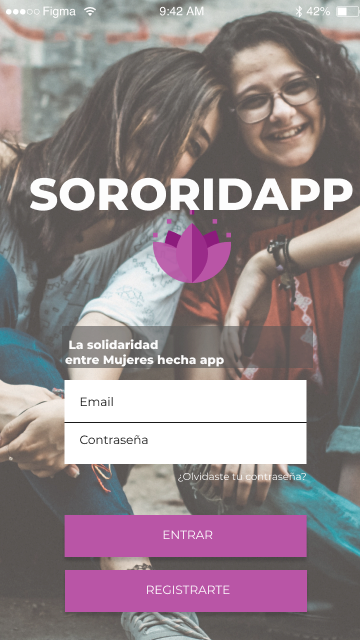 Figma 9:42 AM 42%
SORORIDAPP
La solidaridad
entre Mujeres hecha app
Email
Contraseña
¿Olvidaste tu contraseña?
ENTRAR
REGISTRARTE